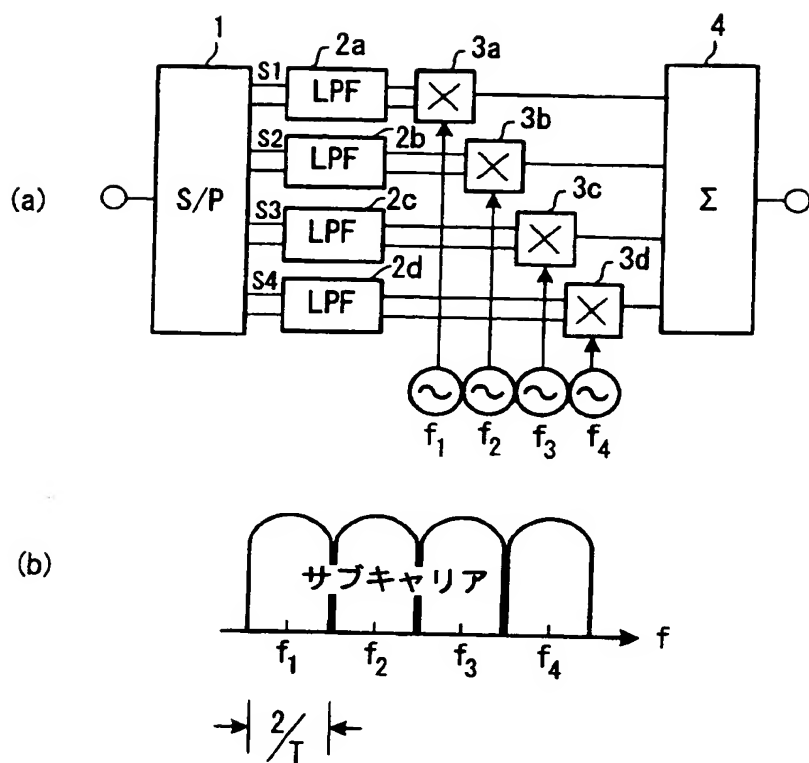 (a)
1
2a
3a
4
S1
LPF
2b
3b
S2
LPF
2c
3c
S/P
S3
LPF
2d
3d
Σ
S4
LPF
f1
f2
f3
f4
(b)
サブキャリア
f1
f2
f3
f4
f
2/T